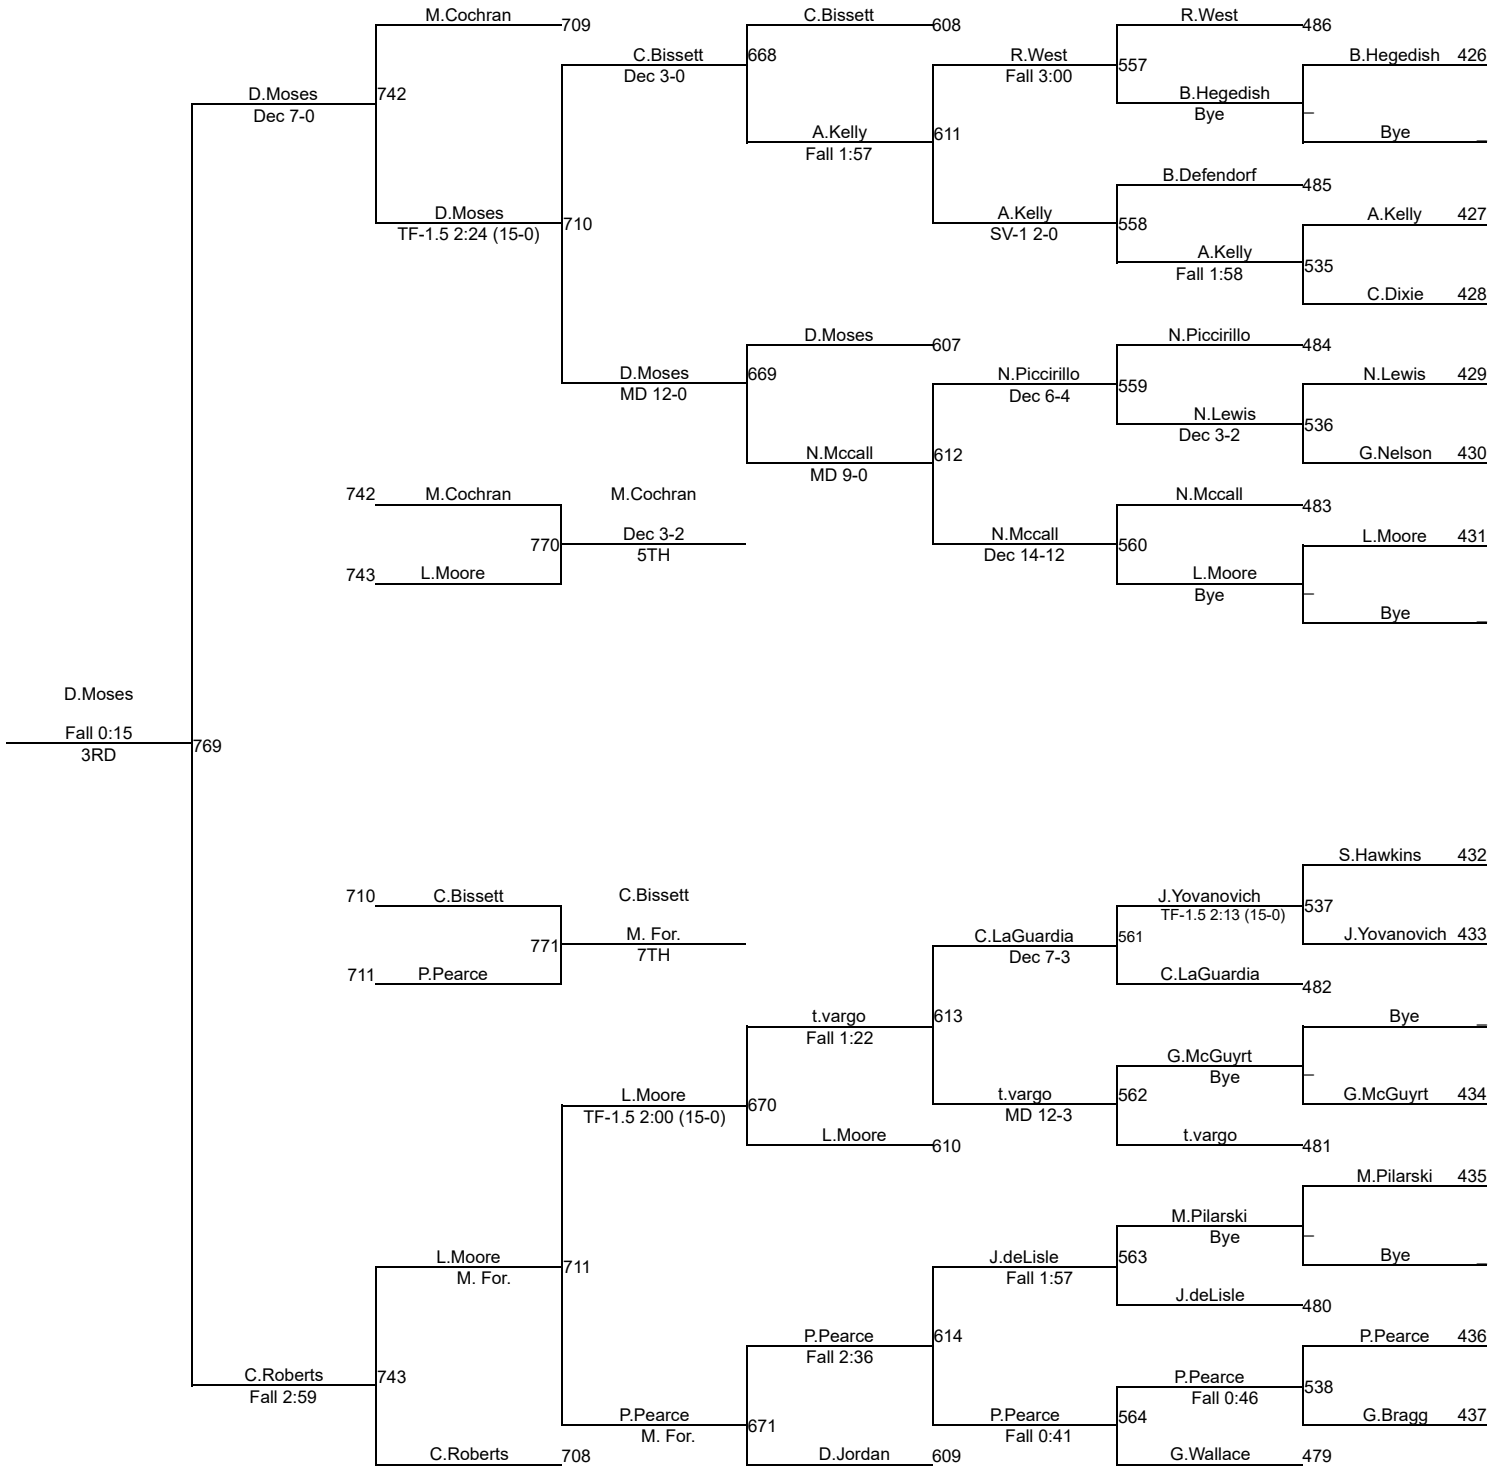 M.Cochran C.Bissett R.West
709 608 486
C.Bissett 668 R.West 557 B.Hegedish 426
Dec 3-0 Fall 3:00
D.Moses 742 B.Hegedish
Dec 7-0 Bye _
A.Kelly 611 Bye _
Fall 1:57
B.Defendorf 485
D.Moses 710 A.Kelly 558 A.Kelly 427
TF-1.5 2:24 (15-0) SV-1 2-0
A.Kelly 535
Fall 1:58
C.Dixie 428
D.Moses 607 N.Piccirillo 484
D.Moses 669 N.Piccirillo 559 N.Lewis 429
MD 12-0 Dec 6-4
N.Lewis 536
Dec 3-2
N.Mccall 612 G.Nelson 430
MD 9-0
742 M.Cochran M.Cochran N.Mccall 483
770 Dec 3-2 N.Mccall 560 L.Moore 431
5TH Dec 14-12
743 L.Moore L.Moore _
Bye
Bye _
D.Moses
Fall 0:15 769
3RD
S.Hawkins 432
710 C.Bissett C.Bissett J.Yovanovich 537
TF-1.5 2:13 (15-0)
771 M. For. C.LaGuardia 561 J.Yovanovich 433
7TH Dec 7-3
711 P.Pearce C.LaGuardia 482
t.vargo 613 Bye _
Fall 1:22
G.McGuyrt _
Bye
L.Moore 670 t.vargo 562 G.McGuyrt 434
TF-1.5 2:00 (15-0) MD 12-3
L.Moore 610 t.vargo 481
M.Pilarski 435
M.Pilarski _
Bye
L.Moore 711 J.deLisle 563 Bye _
M. For. Fall 1:57
J.deLisle 480
P.Pearce 614 P.Pearce 436
Fall 2:36
C.Roberts 743 P.Pearce 538
Fall 2:59 Fall 0:46
P.Pearce 671 P.Pearce 564 G.Bragg 437
M. For. Fall 0:41
C.Roberts 708 D.Jordan 609 G.Wallace 479